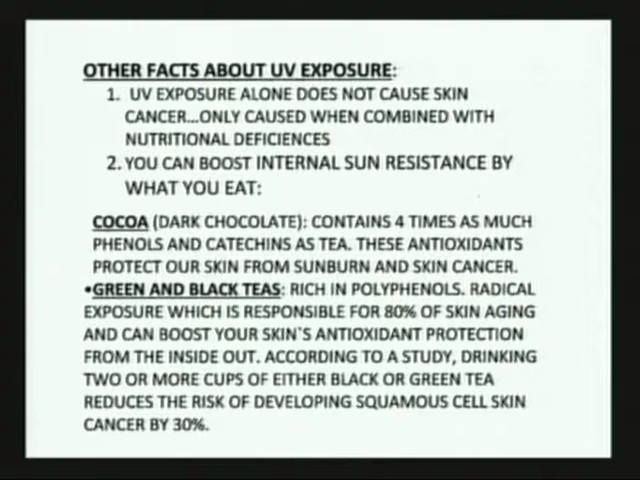 OTHER FACTS ABOUT UV EXPOSURE:
1. UV EXPOSURE ALONE DOES NOT CAUSE SKIN
CANCER...ONLY CAUSED WHEN COMBINED WITH
NUTRITIONAL DEFICIENCES
2. YOU CAN BOOST INTERNAL SUN RESISTANCE BY
WHAT YOU EAT:
COCOA (DARK CHOCOLATE): CONTAINS 4 TIMES AS MUCH
PHENOLS AND CATECHINS AS TEA. THESE ANTIOXIDANTS
PROTECT OUR SKIN FROM SUNBURN AND SKIN CANCER.
•GREEN AND BLACK TEAS: RICH IN POLYPHENOLS. RADICAL
EXPOSURE WHICH IS RESPONSIBLE FOR 80% OF SKIN AGING
AND CAN BOOST YOUR SKIN`S ANTIOXIDANT PROTECTION
FROM THE INSIDE OUT. ACCORDING TO A STUDY, DRINKING
TWO OR MORE CUPS OF EITHER BLACK OR GREEN TEA
REDUCES THE RISK OF DEVELOPING SQUAMOUS CELL SKIN
CANCER BY 30%.